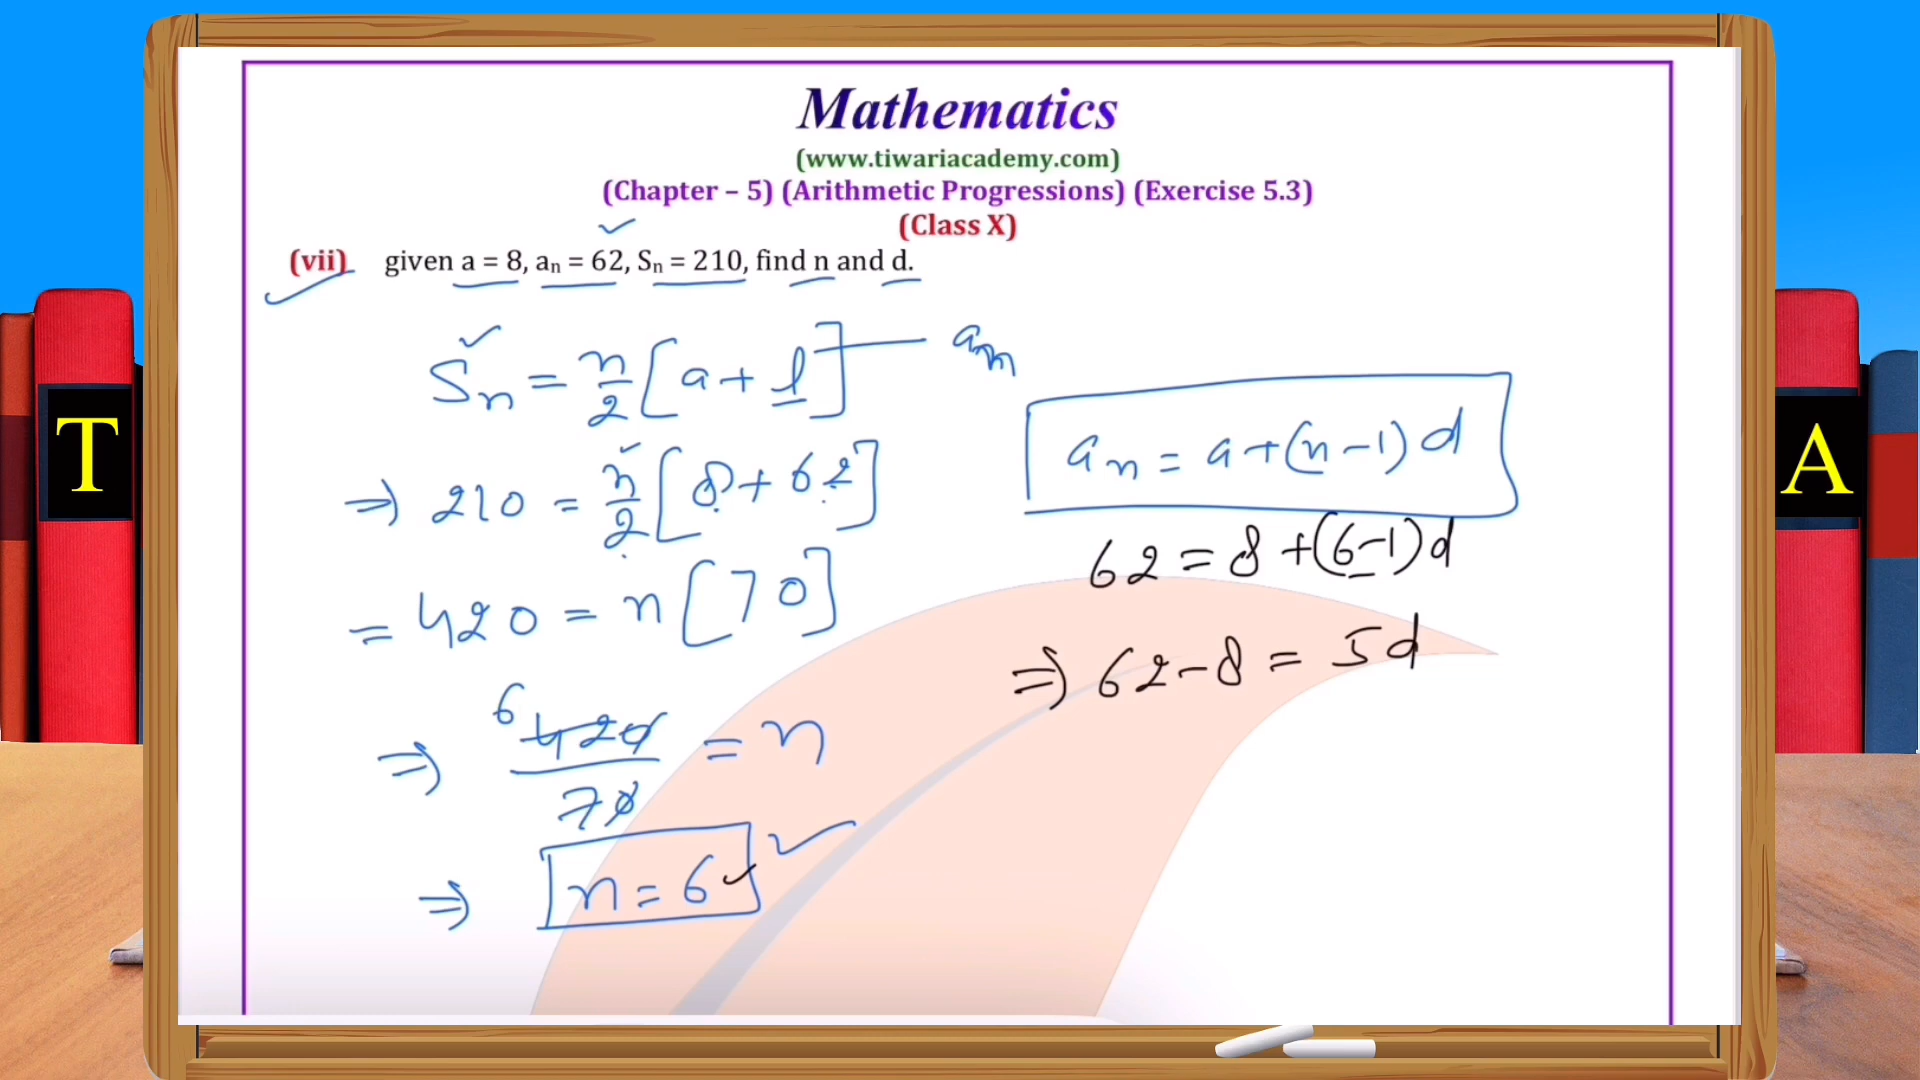 Mathematics
(www.tiwariacademy.com)
(Chapter – 5) (Arithmetic Progressions) (Exercise 5.3)
(Class X)
(vii) given a = 8, aₙ = 62, Sₙ = 210, find n and d.
Sₙ = n/2 [a + l] — aₙ
⇒ 210 = n/2 [8 + 62]
= 420 = n [70]
⇒ 6 420/70 = n
⇒ n = 6
aₙ = a + (n − 1) d
62 = 8 + (6 − 1) d
⇒ 62 − 8 = 5d
T
A